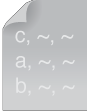 c, ~, ~
a, ~, ~
b, ~, ~